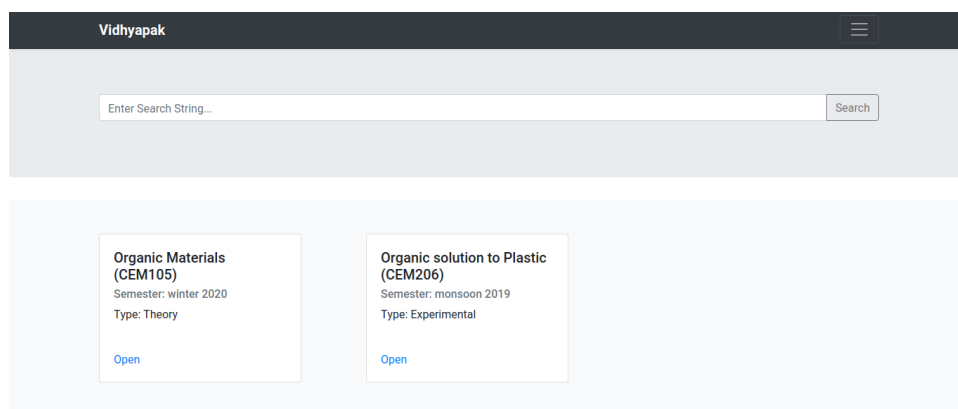 Vidhyapak
Enter Search String...
Search
Organic Materials
(CEM105)
Semester: winter 2020
Type: Theory
Open
Organic solution to Plastic
(CEM206)
Semester: monsoon 2019
Type: Experimental
Open